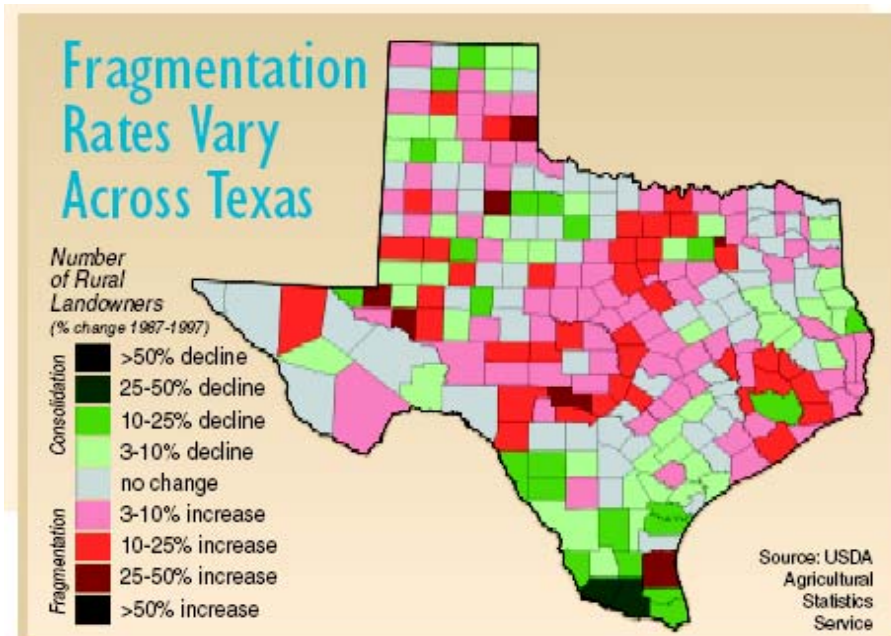 Fragmentation
Rates Vary
Across Texas
Number
of Rural
Landowners
(% change 1987-1997)
Consolidation
>50% decline
25-50% decline
10-25% decline
3-10% decline
no change
Fragmentation
3-10% increase
10-25% increase
25-50% increase
>50% increase
Source: USDA
Agricultural
Statistics
Service